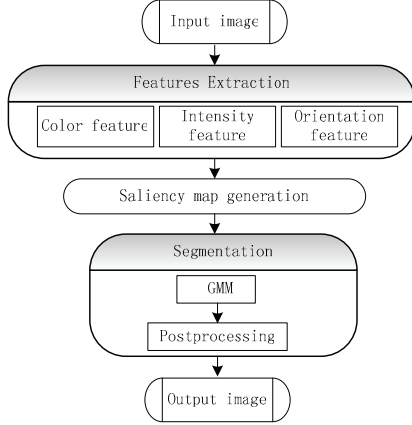 Input image
Features Extraction
Color feature
Intensity
feature
Orientation
feature
Saliency map generation
Segmentation
GMM
Postprocessing
Output image